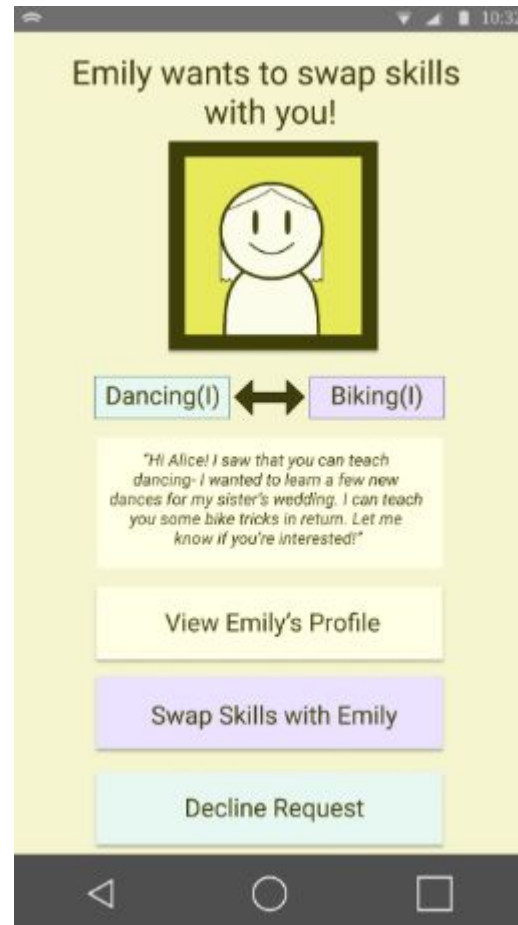 10:32
Emily wants to swap skills
with you!
Dancing(I)
Biking(I)
"Hi Alice! I saw that you can teach
dancing- I wanted to learn a few new
dances for my sister's wedding. I can teach
you some bike tricks in return. Let me
know if you're interested!"
View Emily's Profile
Swap Skills with Emily
Decline Request